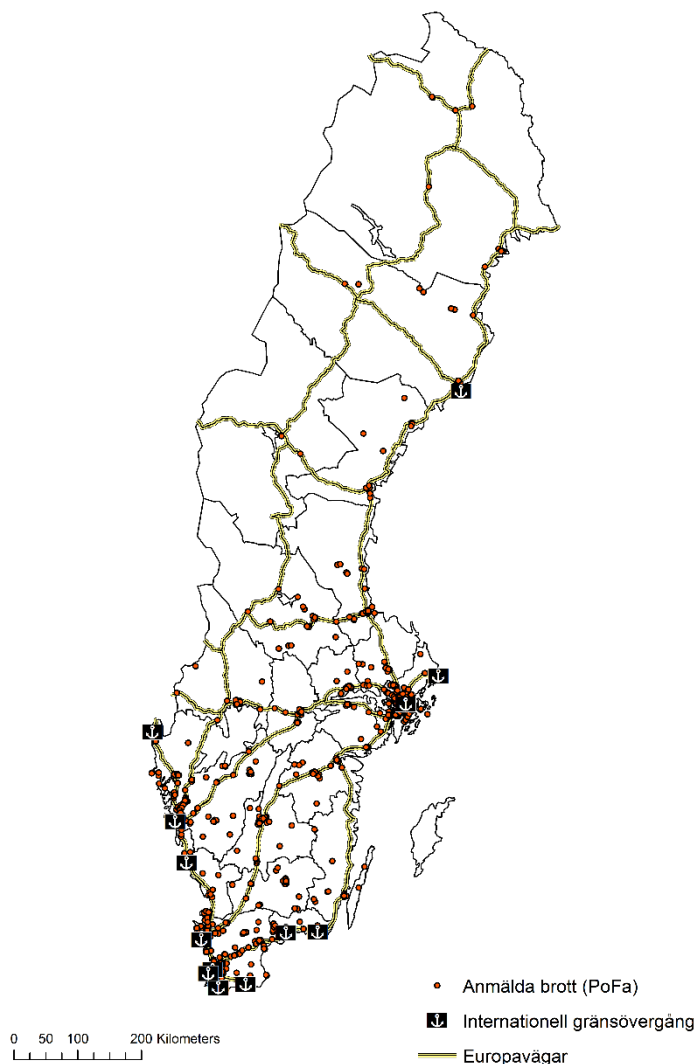 Anmälda brott (PoFa)
Internationell gränsövergång
Europavägar
0 50 100 200 Kilometers